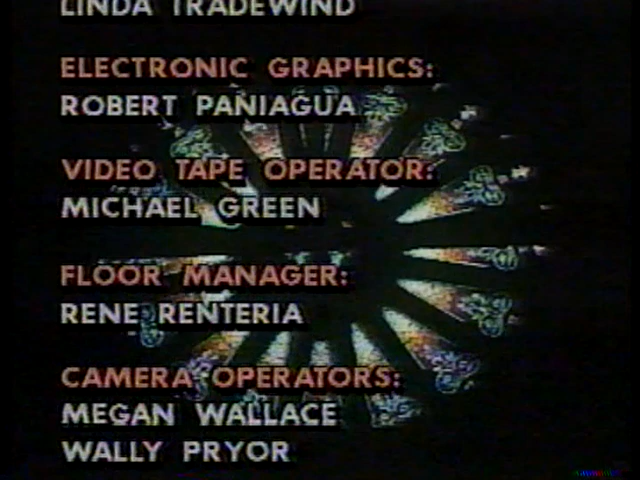 LINDA TRADEWIND
ELECTRONIC GRAPHICS:
ROBERT PANIAGUA
VIDEO TAPE OPERATOR:
MICHAEL GREEN
FLOOR MANAGER:
RENE RENTERIA
CAMERA OPERATORS:
MEGAN WALLACE
WALLY PRYOR